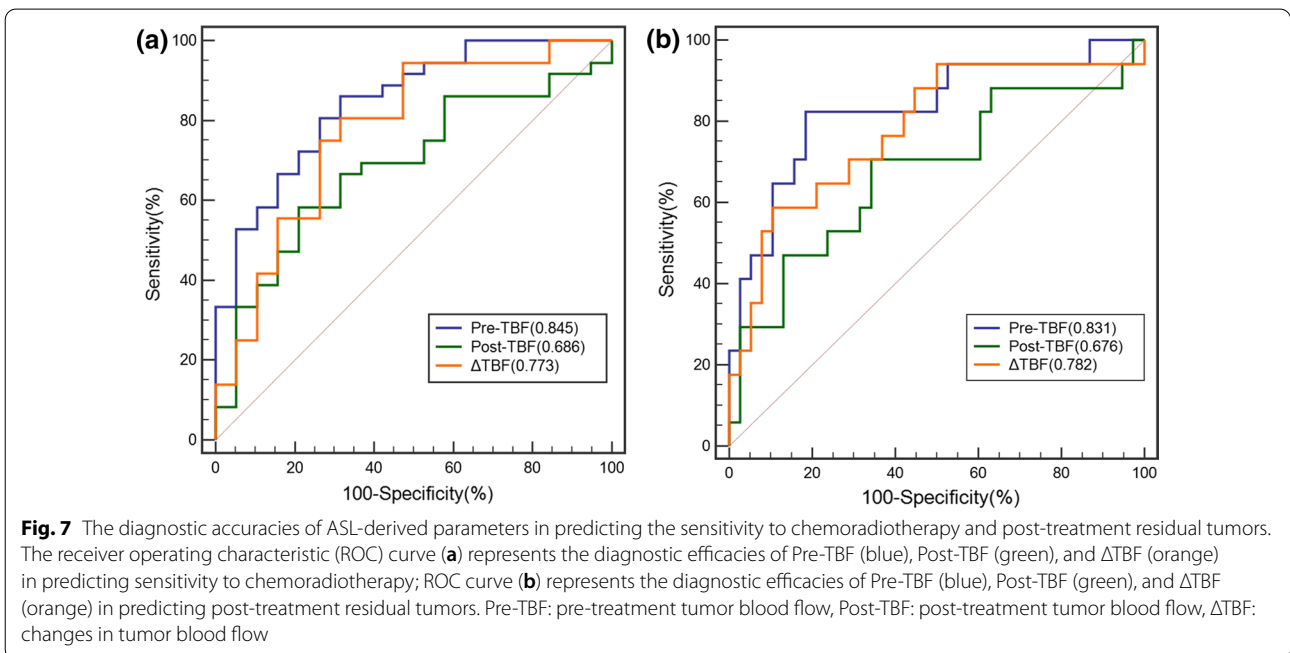 (a)
100
80
60
40
20
0
Sensitivity(%)
0 20 40 60 80 100
100-Specificity(%)
Pre-TBF(0.845)
Post-TBF(0.686)
ΔTBF(0.773)
(b)
100
80
60
40
20
0
Sensitivity(%)
0 20 40 60 80 100
100-Specificity(%)
Pre-TBF(0.831)
Post-TBF(0.676)
ΔTBF(0.782)
Fig. 7 The diagnostic accuracies of ASL-derived parameters in predicting the sensitivity to chemoradiotherapy and post-treatment residual tumors.
The receiver operating characteristic (ROC) curve (a) represents the diagnostic efficacies of Pre-TBF (blue), Post-TBF (green), and ΔTBF (orange)
in predicting sensitivity to chemoradiotherapy; ROC curve (b) represents the diagnostic efficacies of Pre-TBF (blue), Post-TBF (green), and ΔTBF
(orange) in predicting post-treatment residual tumors. Pre-TBF: pre-treatment tumor blood flow, Post-TBF: post-treatment tumor blood flow, ΔTBF:
changes in tumor blood flow